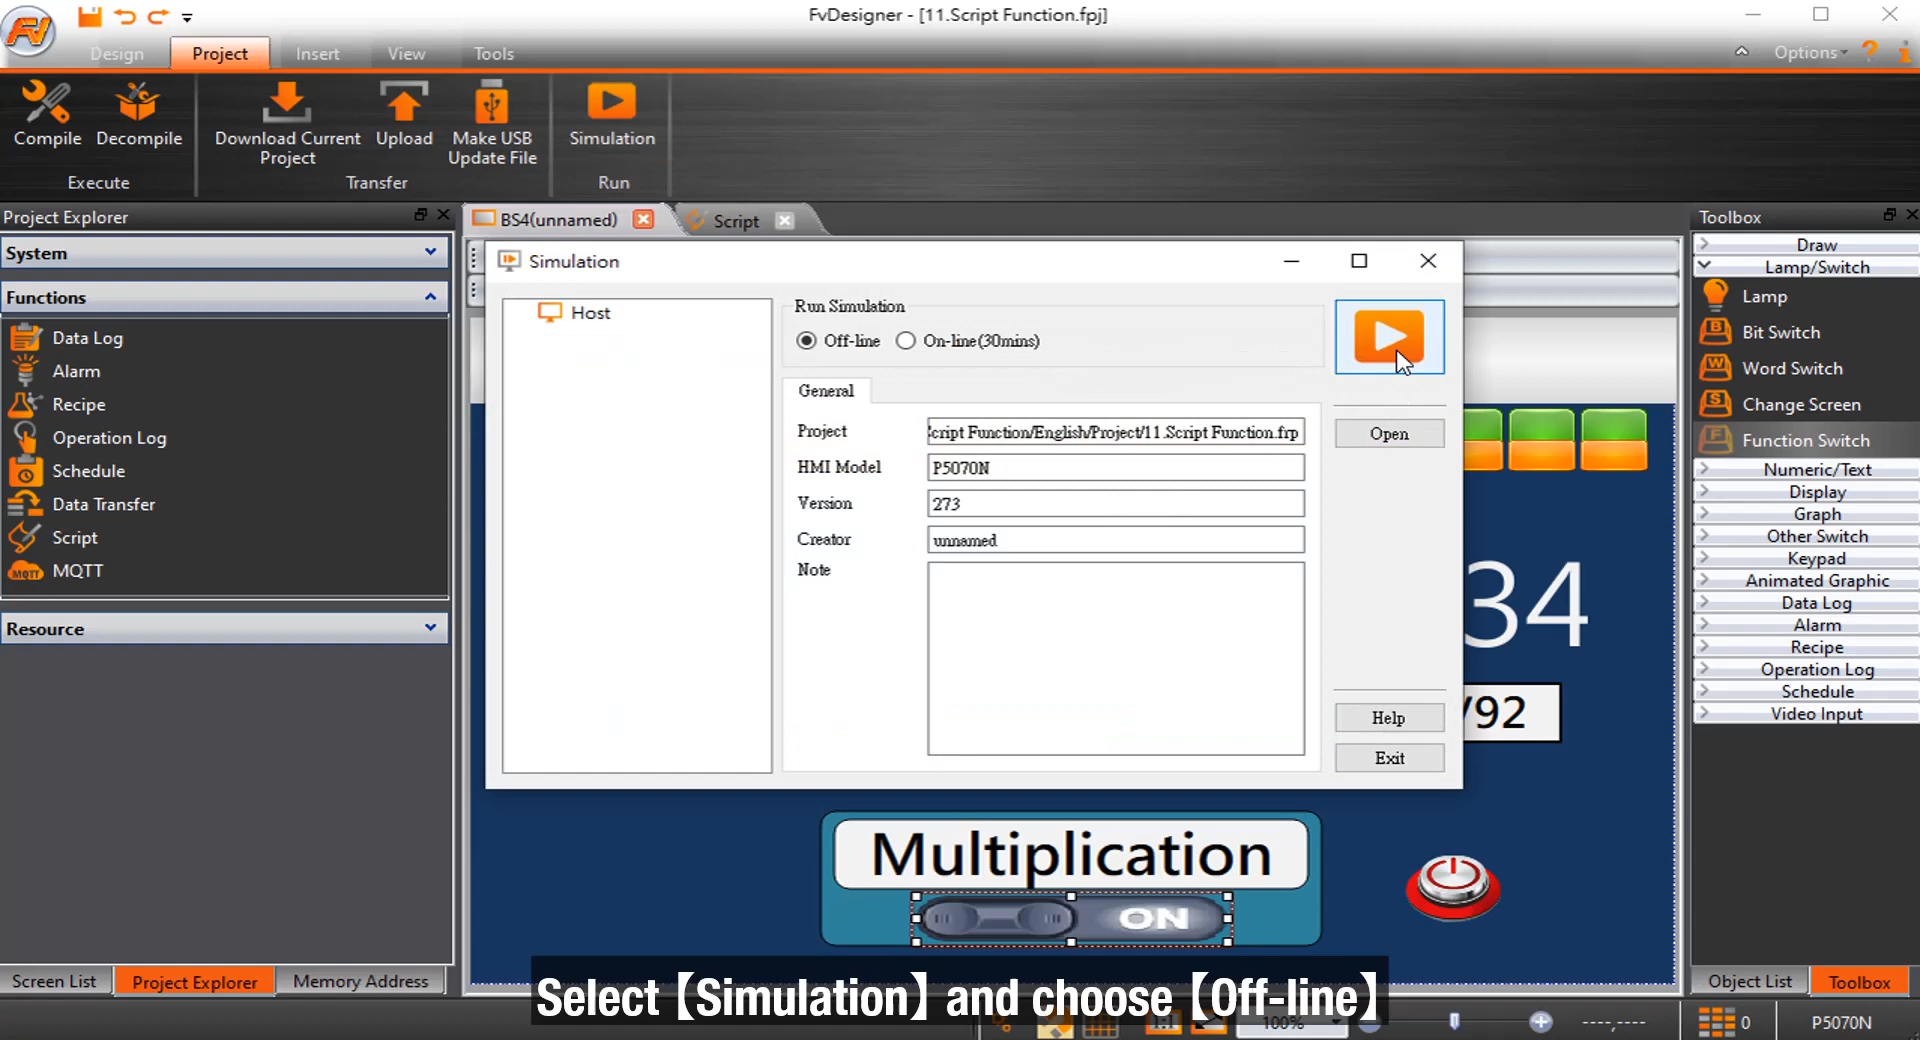 FvDesigner - [11.Script Function.fpj]
Design Project Insert View Tools Options
Compile Decompile Download Current Project Upload Make USB Update File Simulation
Execute Transfer Run
Project Explorer
System
Functions
Data Log
Alarm
Recipe
Operation Log
Schedule
Data Transfer
Script
MQTT
Resource
Screen List Project Explorer Memory Address
BS4(unnamed) Script
Simulation
Host
Run Simulation
Off-line On-line(30mins)
General
Project cript Function/English/Project/11.Script Function.frp
HMI Model P5070N
Version 273
Creator unnamed
Note
Open
Help
Exit
34
/92
Multiplication
ON
Toolbox
Draw
Lamp/Switch
Lamp
Bit Switch
Word Switch
Change Screen
Function Switch
Numeric/Text
Display
Graph
Other Switch
Keypad
Animated Graphic
Data Log
Alarm
Recipe
Operation Log
Schedule
Video Input
Object List Toolbox
Select【Simulation】and choose【Off-line】
100% ----,---- 0 P5070N